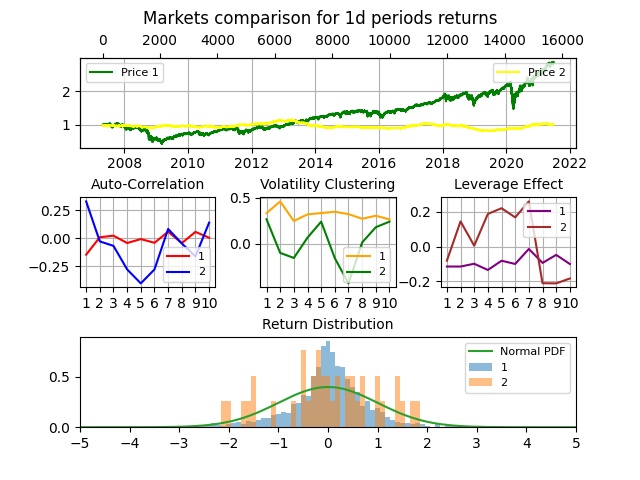 Markets comparison for 1d periods returns
0 2000 4000 6000 8000 10000 12000 14000 16000
Price 1
Price 2
2
1
2008 2010 2012 2014 2016 2018 2020 2022
Auto-Correlation
Volatility Clustering
Leverage Effect
0.25
0.00
−0.25
1
2
1 2 3 4 5 6 7 8 9 10
0.5
0.0
1
2
1 2 3 4 5 6 7 8 9 10
0.2
0.0
−0.2
1
2
1 2 3 4 5 6 7 8 9 10
Return Distribution
0.5
0.0
Normal PDF
1
2
−5 −4 −3 −2 −1 0 1 2 3 4 5